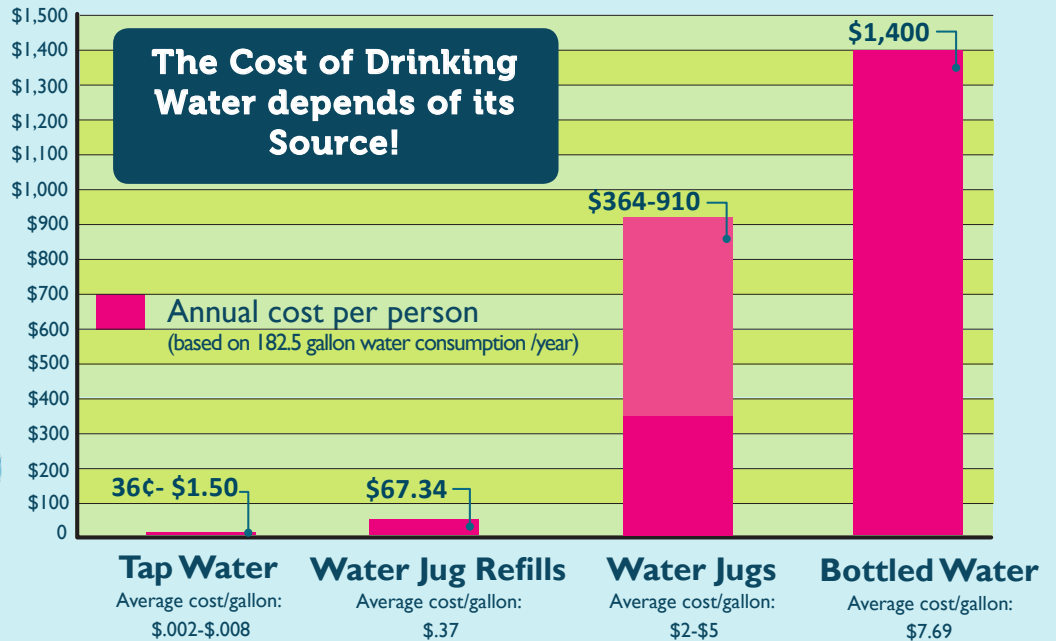 $1,500
$1,400
$1,300
$1,200
$1,100
$1,000
$900
$800
$700
$600
$500
$400
$300
$200
$100
0
The Cost of Drinking
Water depends of its
Source!
Annual cost per person
(based on 182.5 gallon water consumption /year)
36¢- $1.50
$67.34
$364-910
$1,400
Tap Water
Average cost/gallon:
$.002-$.008
Water Jug Refills
Average cost/gallon:
$.37
Water Jugs
Average cost/gallon:
$2-$5
Bottled Water
Average cost/gallon:
$7.69